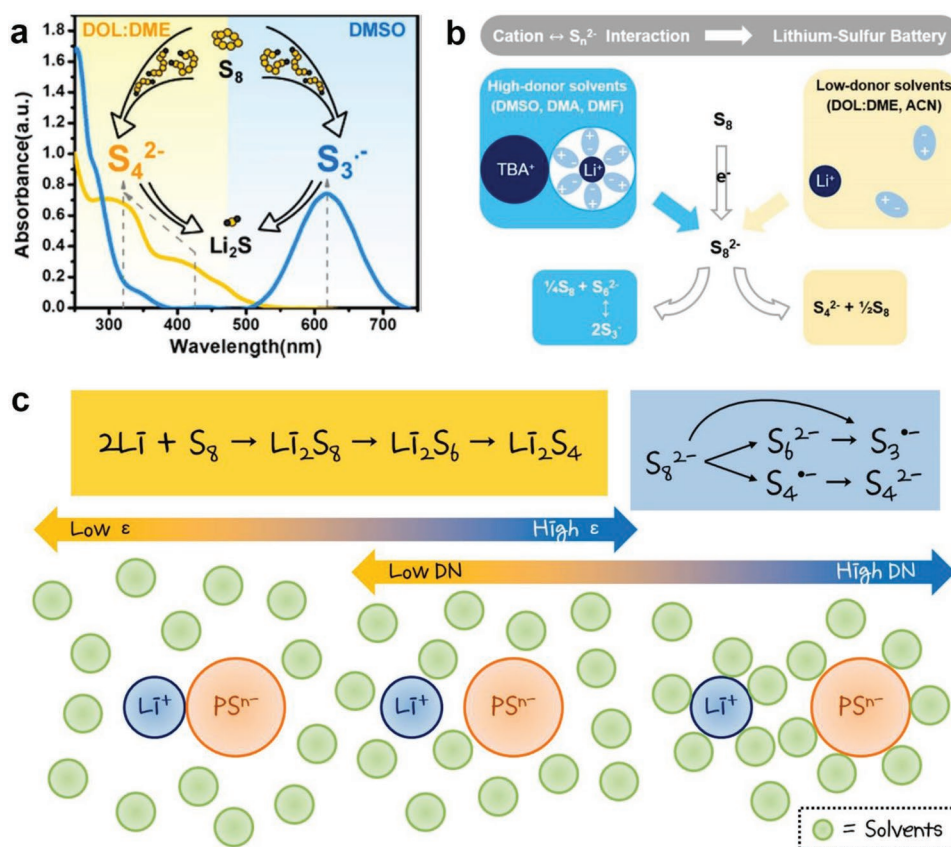 a
DOL:DME
DMSO
S₈
S₄²⁻
S₃·⁻
Li₂S
Absorbance(a.u.)
1.8
1.6
1.4
1.2
1.0
0.8
0.6
0.4
0.2
0.0
300
400
500
600
700
Wavelength(nm)
b
Cation ↔ Sₙ²⁻ Interaction
Lithium-Sulfur Battery
High-donor solvents
(DMSO, DMA, DMF)
TBA⁺
Li⁺
Low-donor solvents
(DOL:DME, ACN)
Li⁺
S₈
e⁻
S₈²⁻
¼S₈ + S₆²⁻
↕
2S₃·⁻
S₄²⁻ + ½S₈
c
2Li + S₈ → Li₂S₈ → Li₂S₆ → Li₂S₄
S₈²⁻
S₆²⁻ → S₃•⁻
S₄•⁻ → S₄²⁻
Low ε
High ε
Low DN
High DN
Li⁺
PSⁿ⁻
Li⁺
PSⁿ⁻
Li⁺
PSⁿ⁻
= Solvents